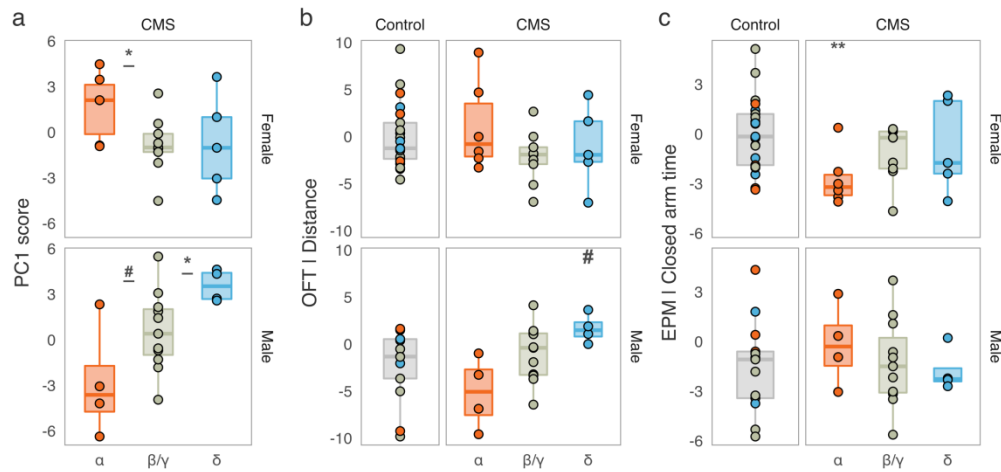 a
CMS
PC1 score
6
3
0
-3
-6
*
Female
6
3
0
-3
-6
#
*
Male
α
β/γ
δ
b
Control
CMS
OFT | Distance
10
5
0
-5
-10
Female
10
5
0
-5
-10
#
Male
α
β/γ
δ
c
Control
CMS
EPM | Closed arm time
3
0
-3
-6
**
Female
3
0
-3
-6
Male
α
β/γ
δ